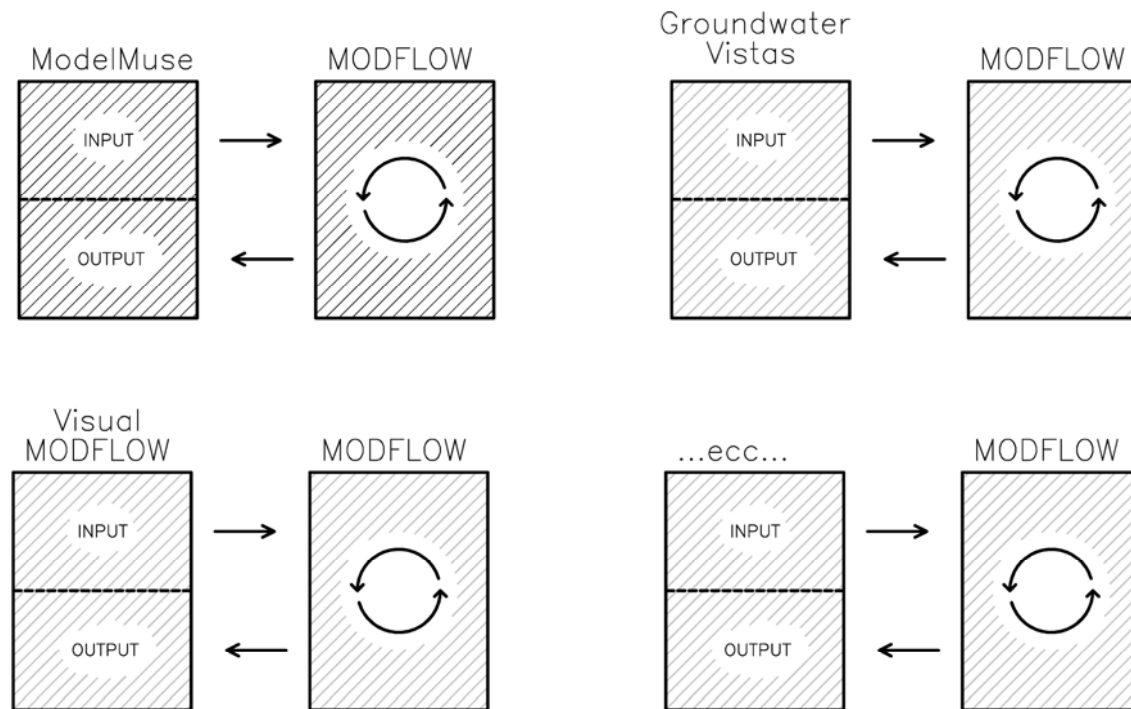 ModelMuse
MODFLOW
INPUT
OUTPUT
Groundwater
Vistas
MODFLOW
INPUT
OUTPUT
Visual
MODFLOW
MODFLOW
INPUT
OUTPUT
...ecc...
MODFLOW
INPUT
OUTPUT